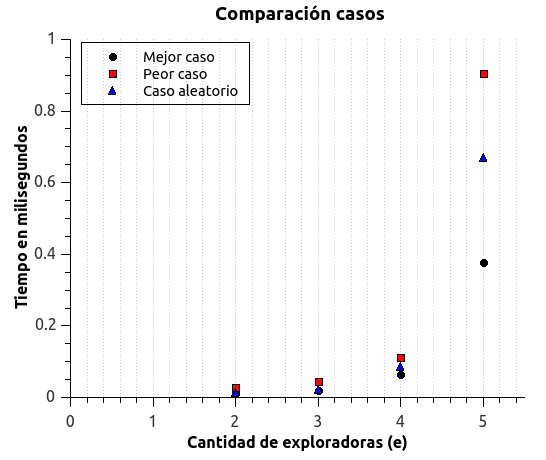 Comparación casos
Mejor caso
Peor caso
Caso aleatorio
Tiempo en milisegundos
1
0.8
0.6
0.4
0.2
0
0 1 2 3 4 5
Cantidad de exploradoras (e)